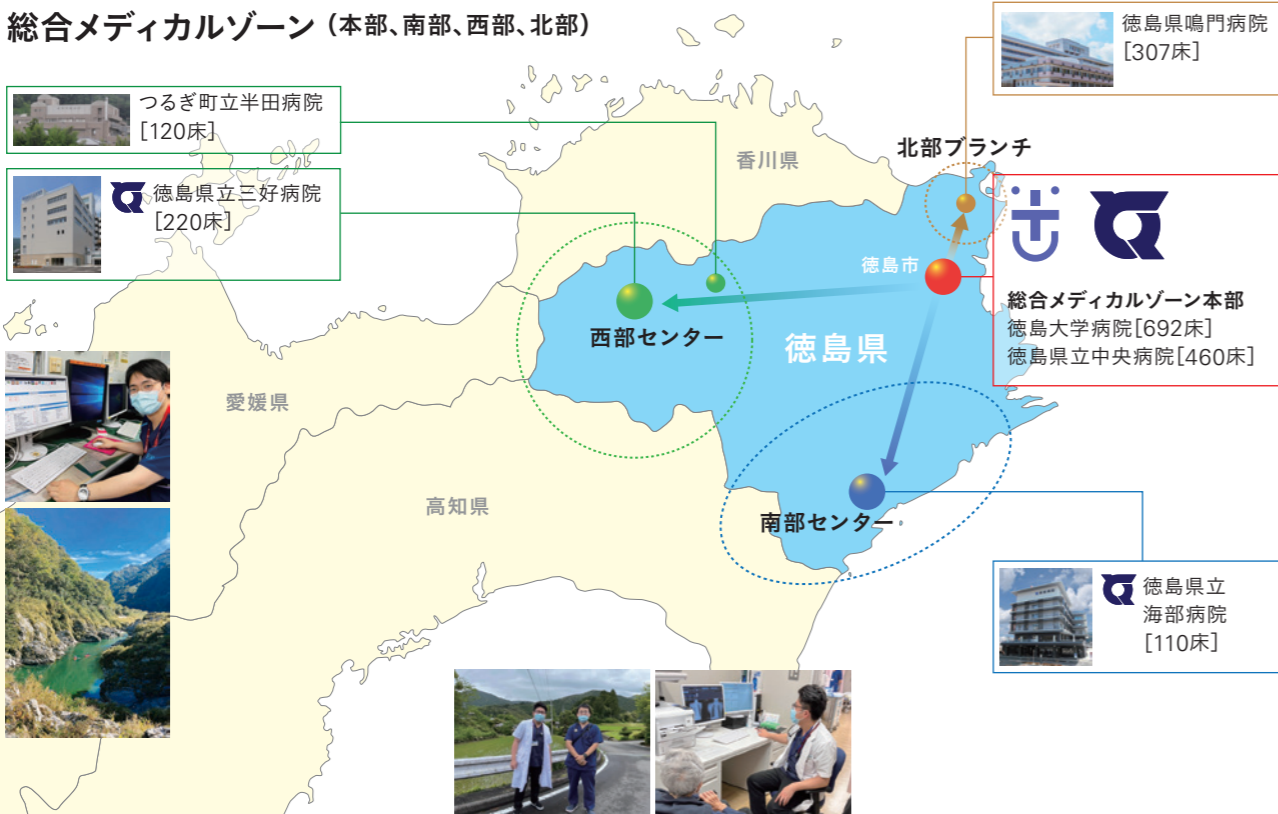 総合メディカルゾーン（本部、南部、西部、北部）
徳島県鳴門病院
[307床]
つるぎ町立半田病院
[120床]
徳島県立三好病院
[220床]
香川県
北部ブランチ
徳島市
総合メディカルゾーン本部
徳島大学病院[692床]
徳島県立中央病院[460床]
西部センター
徳島県
愛媛県
高知県
南部センター
徳島県立
海部病院
[110床]